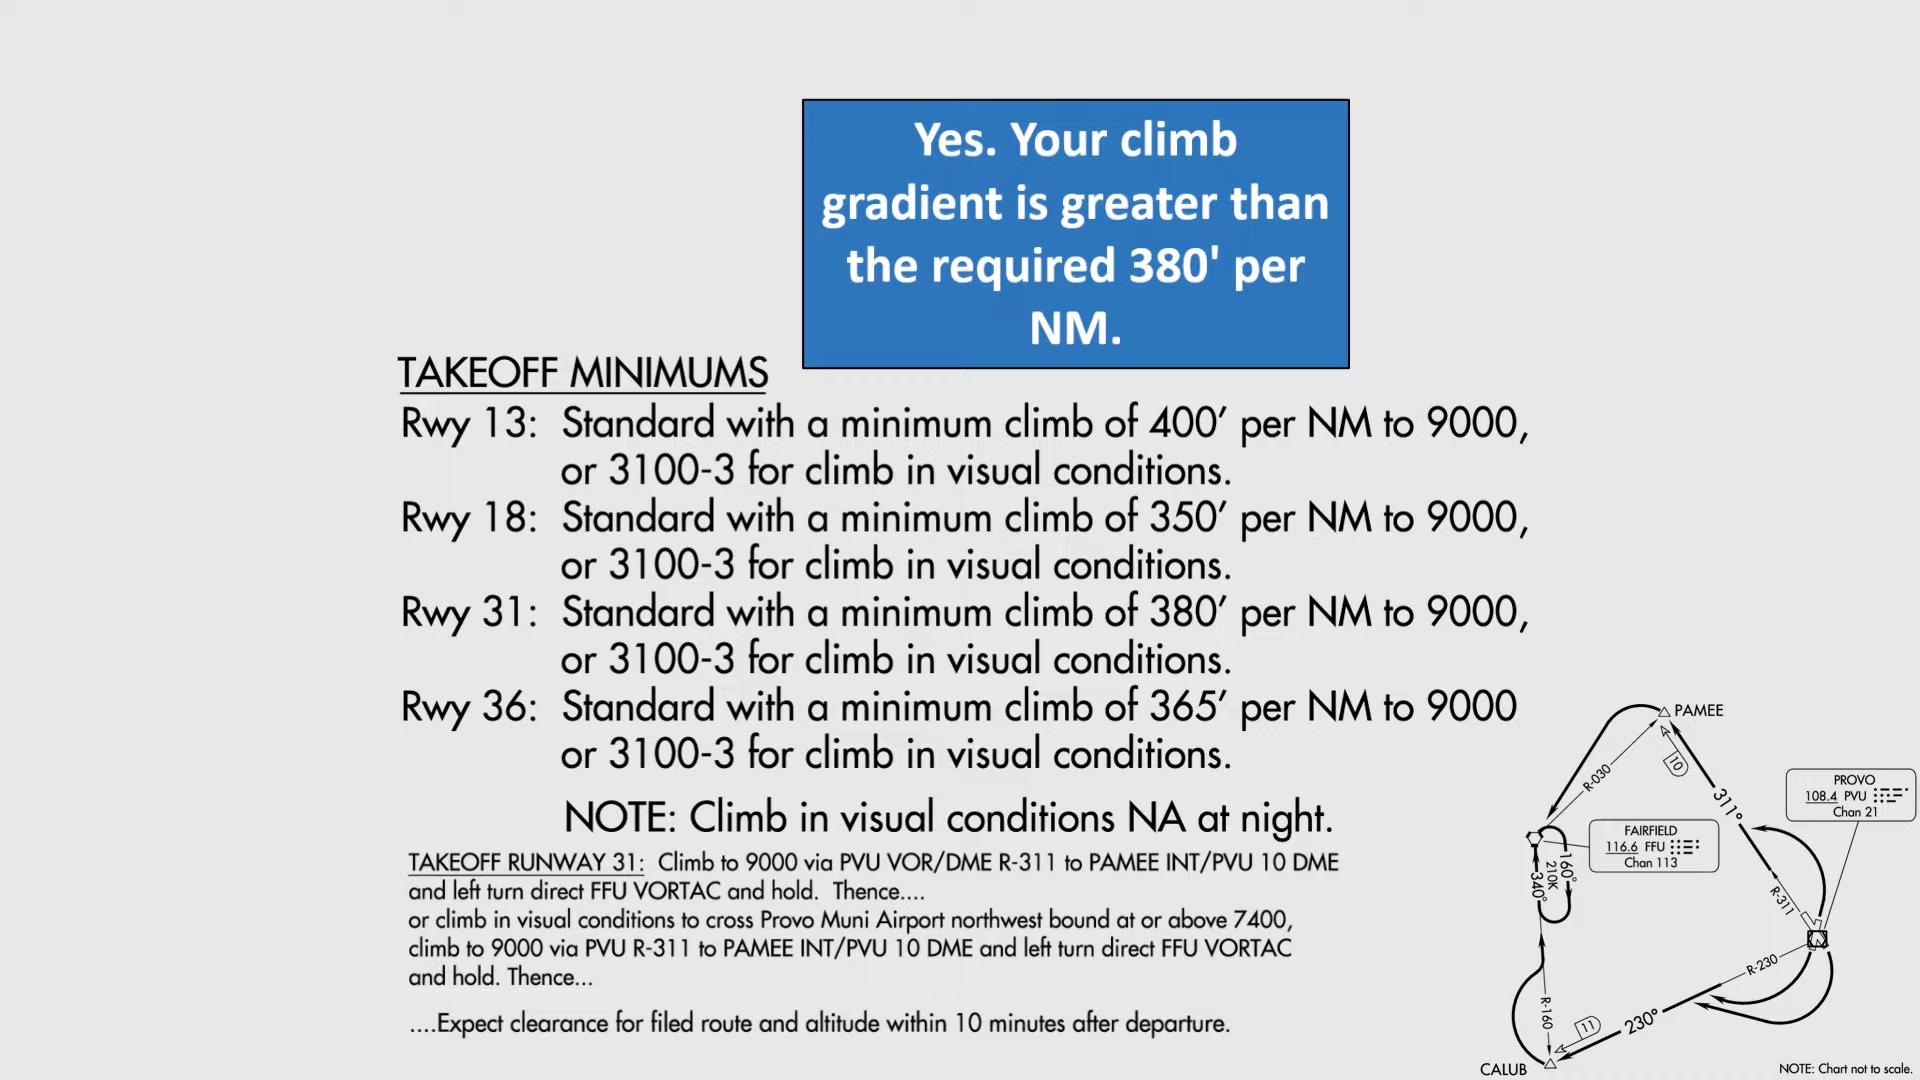 Yes. Your climb
gradient is greater than
the required 380' per
NM.
TAKEOFF MINIMUMS
Rwy 13: Standard with a minimum climb of 400’ per NM to 9000,
or 3100-3 for climb in visual conditions.
Rwy 18: Standard with a minimum climb of 350’ per NM to 9000,
or 3100-3 for climb in visual conditions.
Rwy 31: Standard with a minimum climb of 380’ per NM to 9000,
or 3100-3 for climb in visual conditions.
Rwy 36: Standard with a minimum climb of 365’ per NM to 9000
or 3100-3 for climb in visual conditions.
NOTE: Climb in visual conditions NA at night.
TAKEOFF RUNWAY 31: Climb to 9000 via PVU VOR/DME R-311 to PAMEE INT/PVU 10 DME
and left turn direct FFU VORTAC and hold. Thence....
or climb in visual conditions to cross Provo Muni Airport northwest bound at or above 7400,
climb to 9000 via PVU R-311 to PAMEE INT/PVU 10 DME and left turn direct FFU VORTAC
and hold. Thence...
....Expect clearance for filed route and altitude within 10 minutes after departure.
PAMEE
10
R-030
311°
PROVO
108.4 PVU
Chan 21
FAIRFIELD
116.6 FFU
Chan 113
160°
210K
340°
R-311
R-230
R-160
11
230°
CALUB
NOTE: Chart not to scale.